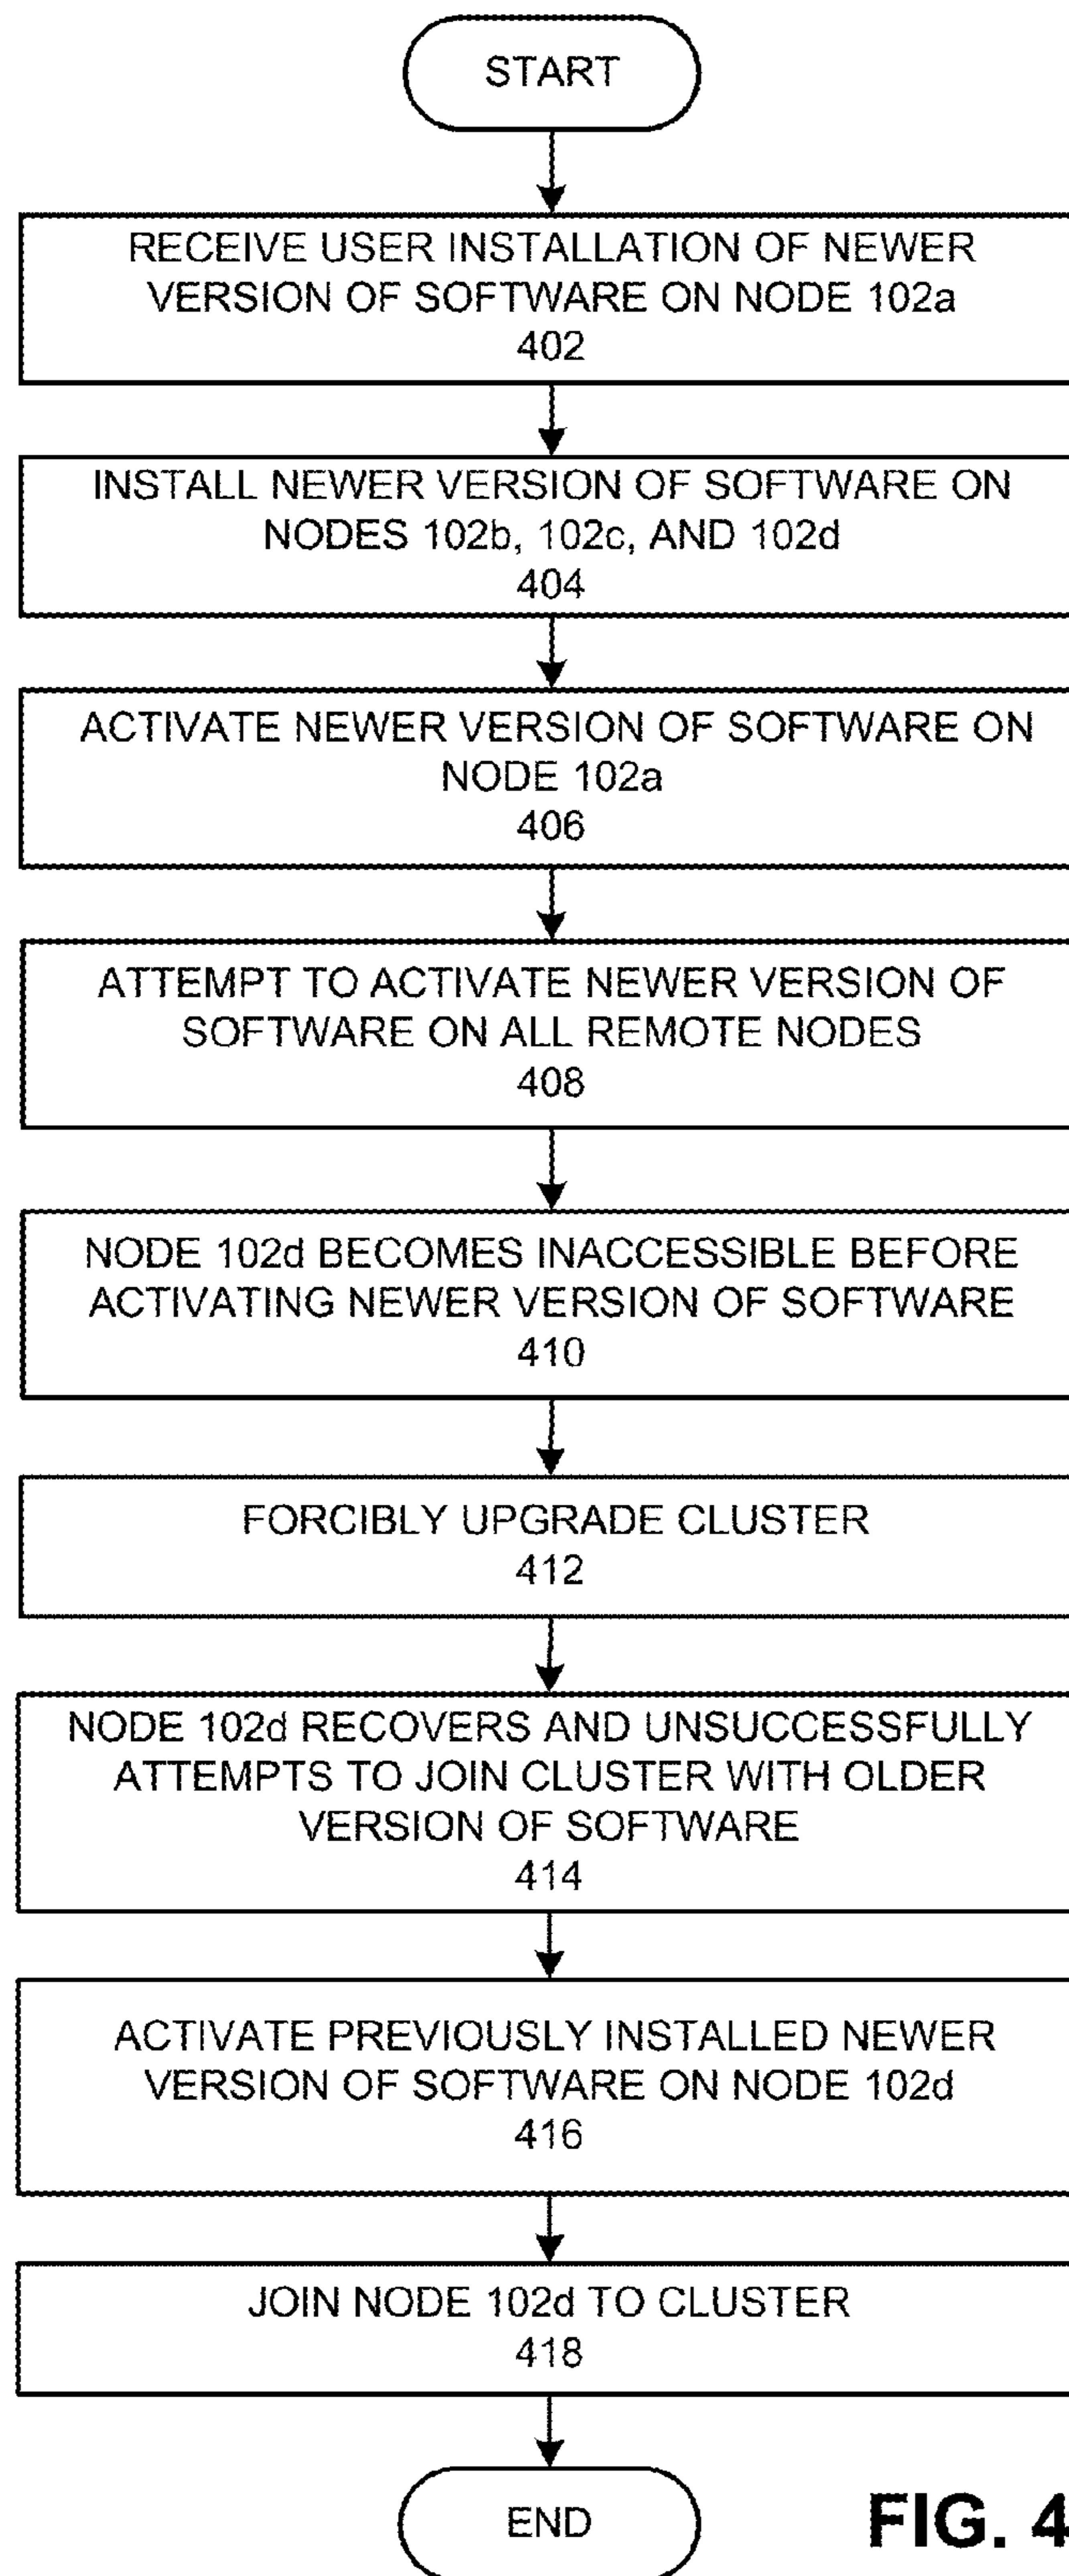 START
RECEIVE USER INSTALLATION OF NEWER
VERSION OF SOFTWARE ON NODE 102a
402
INSTALL NEWER VERSION OF SOFTWARE ON
NODES 102b, 102c, AND 102d
404
ACTIVATE NEWER VERSION OF SOFTWARE ON
NODE 102a
406
ATTEMPT TO ACTIVATE NEWER VERSION OF
SOFTWARE ON ALL REMOTE NODES
408
NODE 102d BECOMES INACCESSIBLE BEFORE
ACTIVATING NEWER VERSION OF SOFTWARE
410
FORCIBLY UPGRADE CLUSTER
412
NODE 102d RECOVERS AND UNSUCCESSFULLY
ATTEMPTS TO JOIN CLUSTER WITH OLDER
VERSION OF SOFTWARE
414
ACTIVATE PREVIOUSLY INSTALLED NEWER
VERSION OF SOFTWARE ON NODE 102d
416
JOIN NODE 102d TO CLUSTER
418
END
FIG. 4